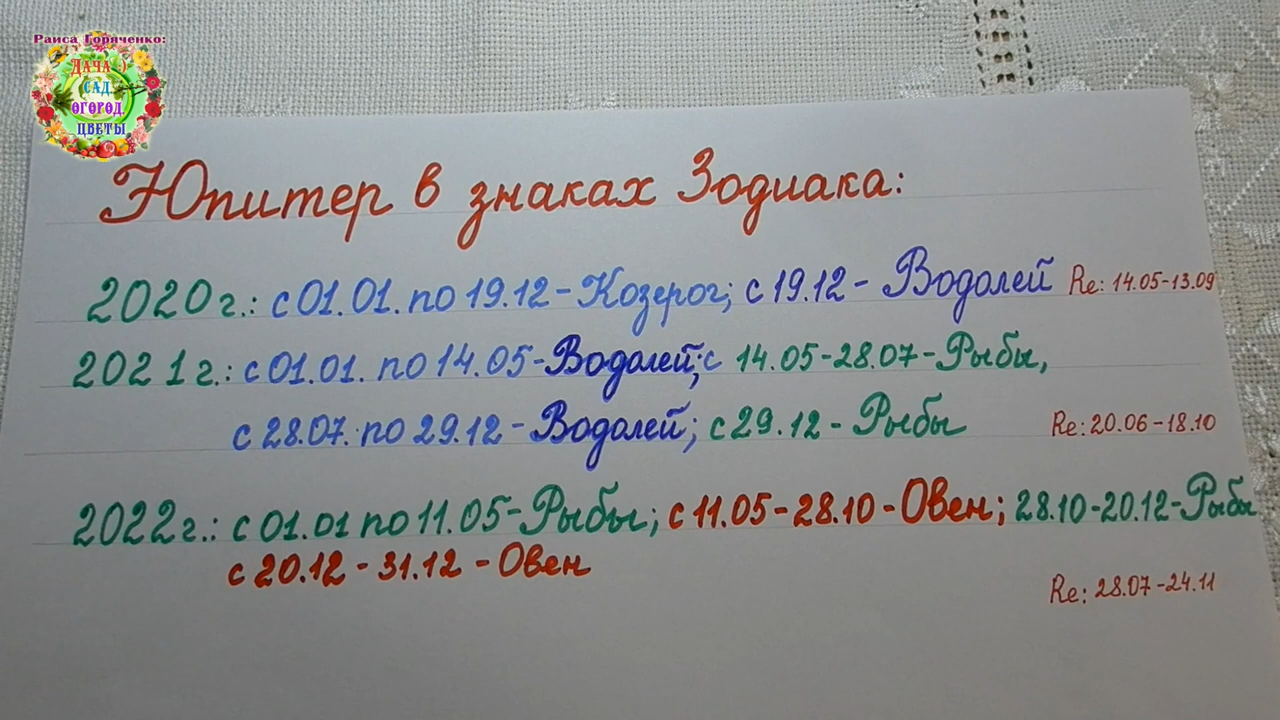 Раиса Горяченко:
Дача :)
сад
огород
цветы
Юпитер в знаках Зодиака:
2020 г.: с 01.01. по 19.12 - Козерог; с 19.12 - Водолей Re: 14.05-13.09
2021 г.: с 01.01. по 14.05 - Водолей; с 14.05-28.07 - Рыбы,
с 28.07. по 29.12 - Водолей; с 29.12 - Рыбы Re: 20.06-18.10
2022 г.: с 01.01 по 11.05 - Рыбы; с 11.05-28.10 - Овен; 28.10-20.12-Рыбы
с 20.12 - 31.12 - Овен
Re: 28.07-24.11